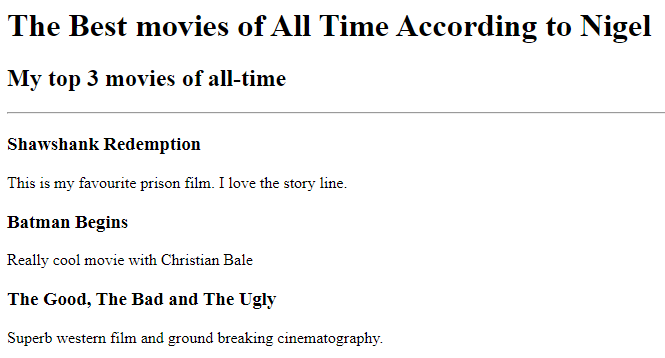 The Best movies of All Time According to Nigel
My top 3 movies of all-time
Shawshank Redemption
This is my favourite prison film. I love the story line.
Batman Begins
Really cool movie with Christian Bale
The Good, The Bad and The Ugly
Superb western film and ground breaking cinematography.